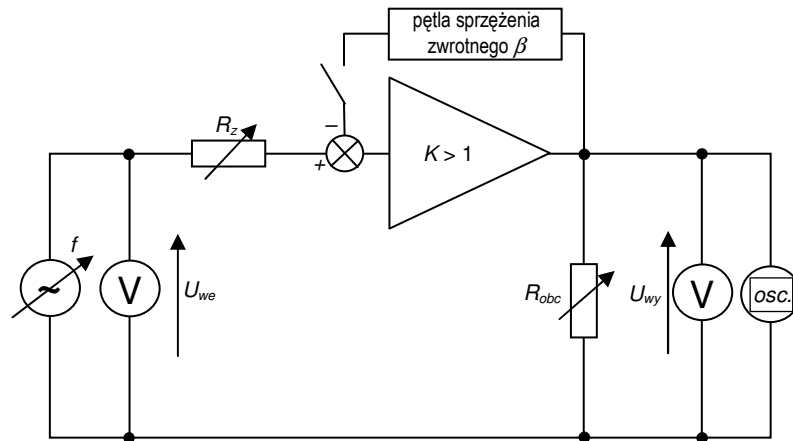 pętla sprzężenia
zwrotnego β
R_z
–
+
K > 1
f
~
V
U_we
R_obc
U_wy
V
osc.